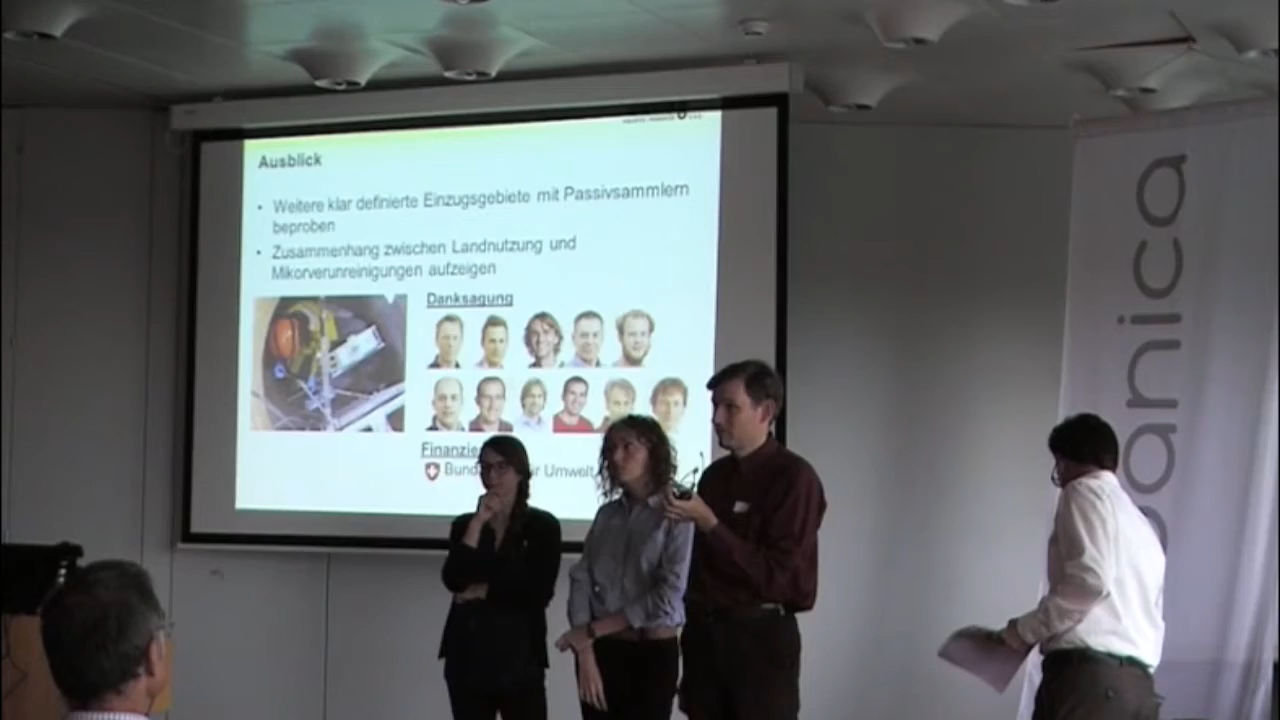 Ausblick
• Weitere klar definierte Einzugsgebiete mit Passivsammlern
beproben
• Zusammenhang zwischen Landnutzung und
Mikorverunreinigungen aufzeigen
Danksagung
Finanzie
Bund
ür Umwelt
anica